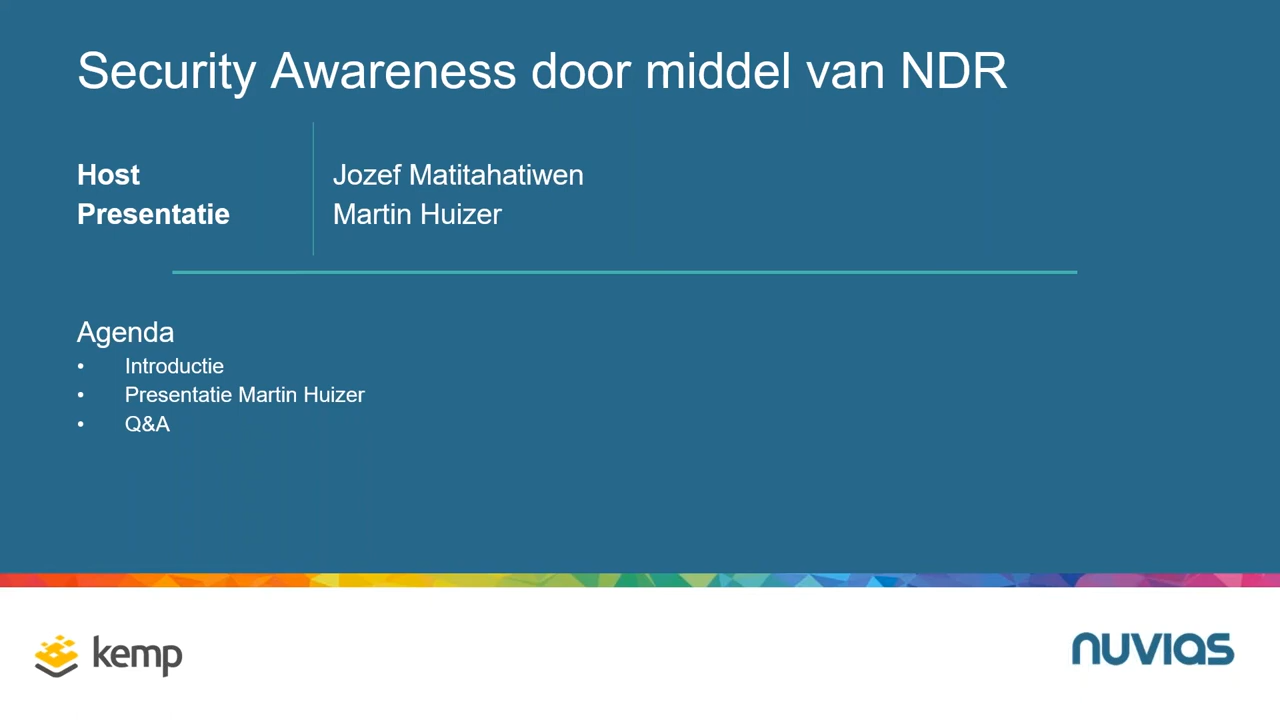 Security Awareness door middel van NDR
Host
Jozef Matitahatiwen
Presentatie
Martin Huizer
Agenda
• Introductie
• Presentatie Martin Huizer
• Q&A
kemp
nuvias